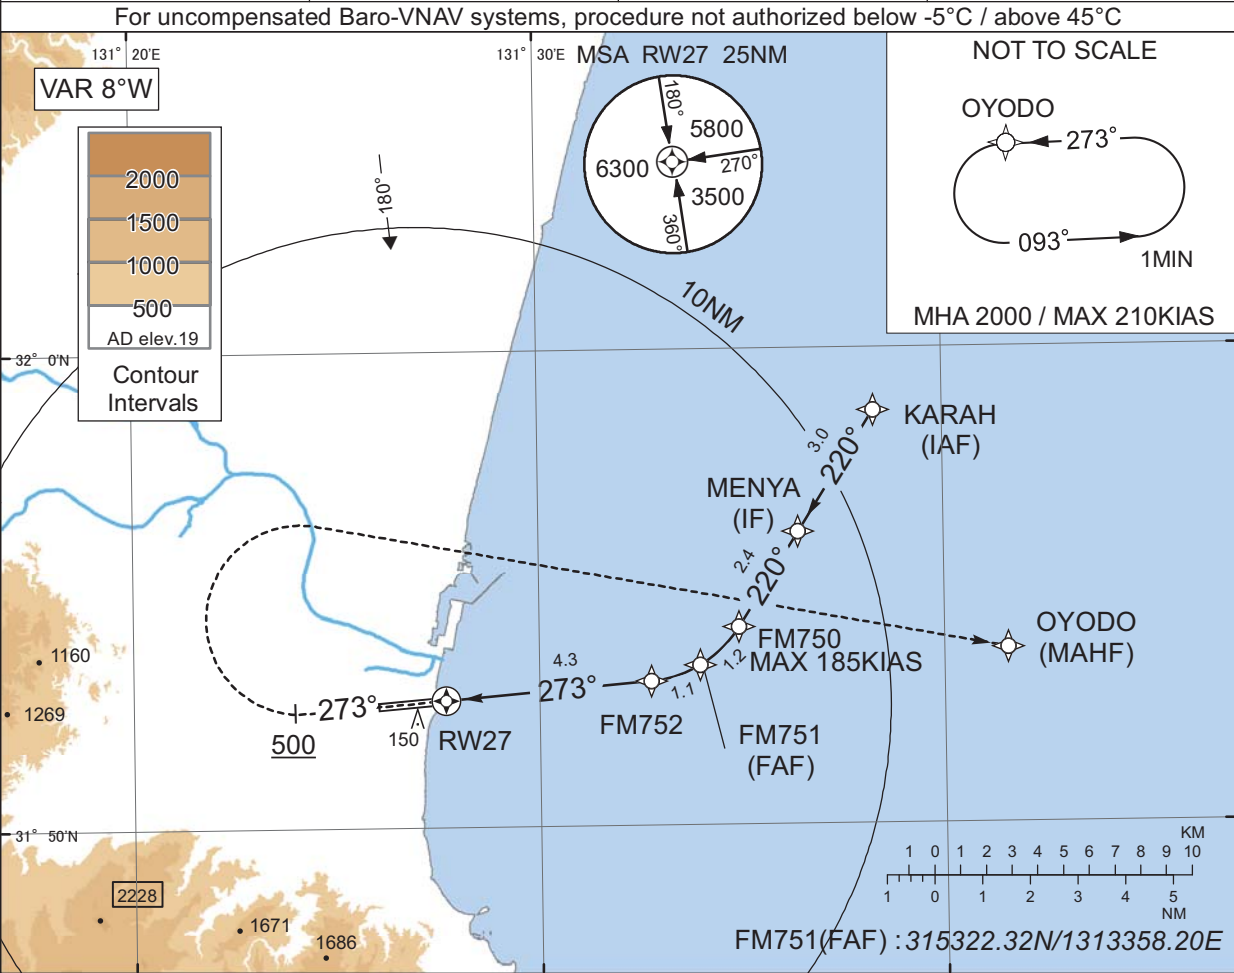 For uncompensated Baro-VNAV systems, procedure not authorized below -5°C / above 45°C
131° 20'E
131° 30'E
MSA RW27 25NM
NOT TO SCALE
VAR 8°W
180°
5800
6300
270°
3500
360°
OYODO
273°
093°
1MIN
MHA 2000 / MAX 210KIAS
2000
1500
1000
500
AD elev.19
Contour
Intervals
180°
10NM
32° 0'N
KARAH
(IAF)
3.0
220°
MENYA
(IF)
2.4
220°
FM750
MAX 185KIAS
OYODO
(MAHF)
1.2
1.1
4.3
273°
FM752
FM751
(FAF)
273°
150
RW27
500
1160
1269
31° 50'N
2228
1671
1686
KM
1 0 1 2 3 4 5 6 7 8 9 10
1 0 1 2 3 4 5
NM
FM751(FAF) : 315322.32N/1313358.20E